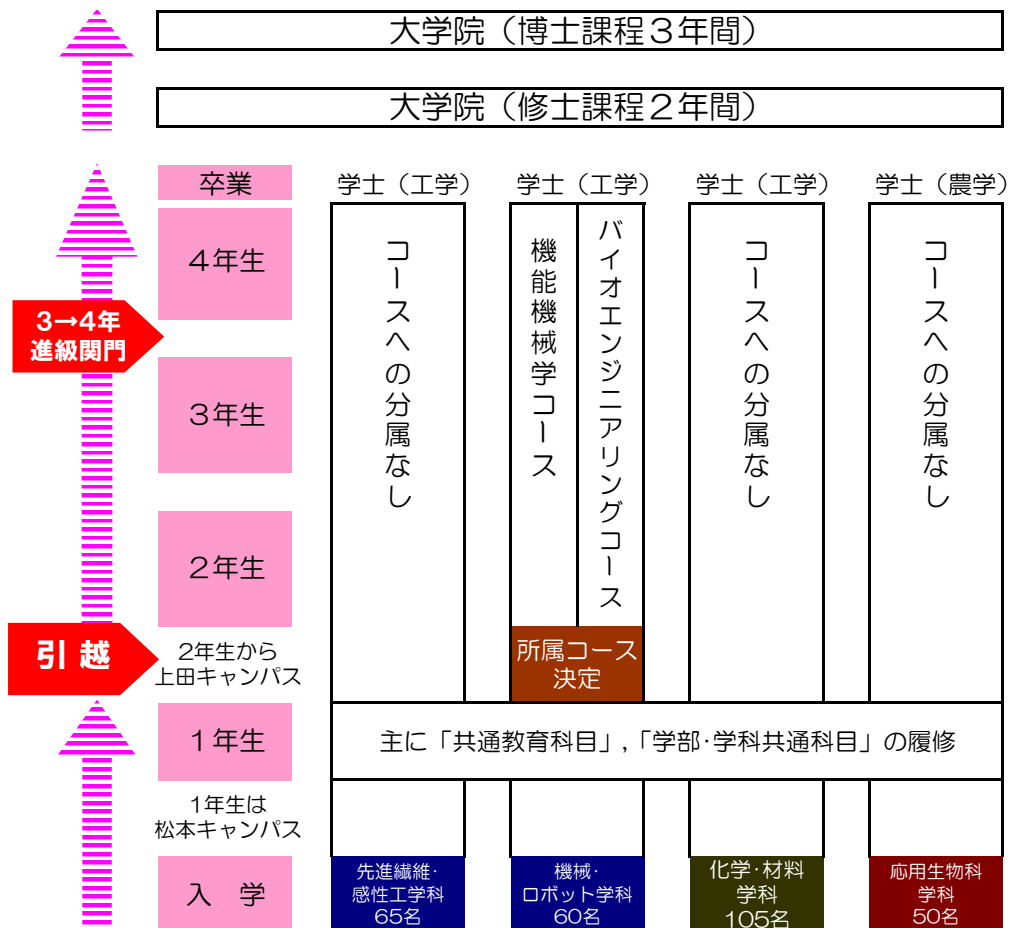 大学院（博士課程３年間）
大学院（修士課程２年間）
卒業
学士（工学）
学士（工学）
学士（工学）
学士（農学）
４年生
コースへの分属なし
機能機械学コース
バイオエンジニアリングコース
コースへの分属なし
コースへの分属なし
3→4年
進級関門
３年生
２年生
引 越
2年生から
上田キャンパス
所属コース
決定
１年生
主に「共通教育科目」,「学部･学科共通科目」の履修
1年生は
松本キャンパス
入　学
先進繊維･
感性工学科
65名
機械･
ロボット学科
60名
化学･材料
学科
105名
応用生物科
学科
50名